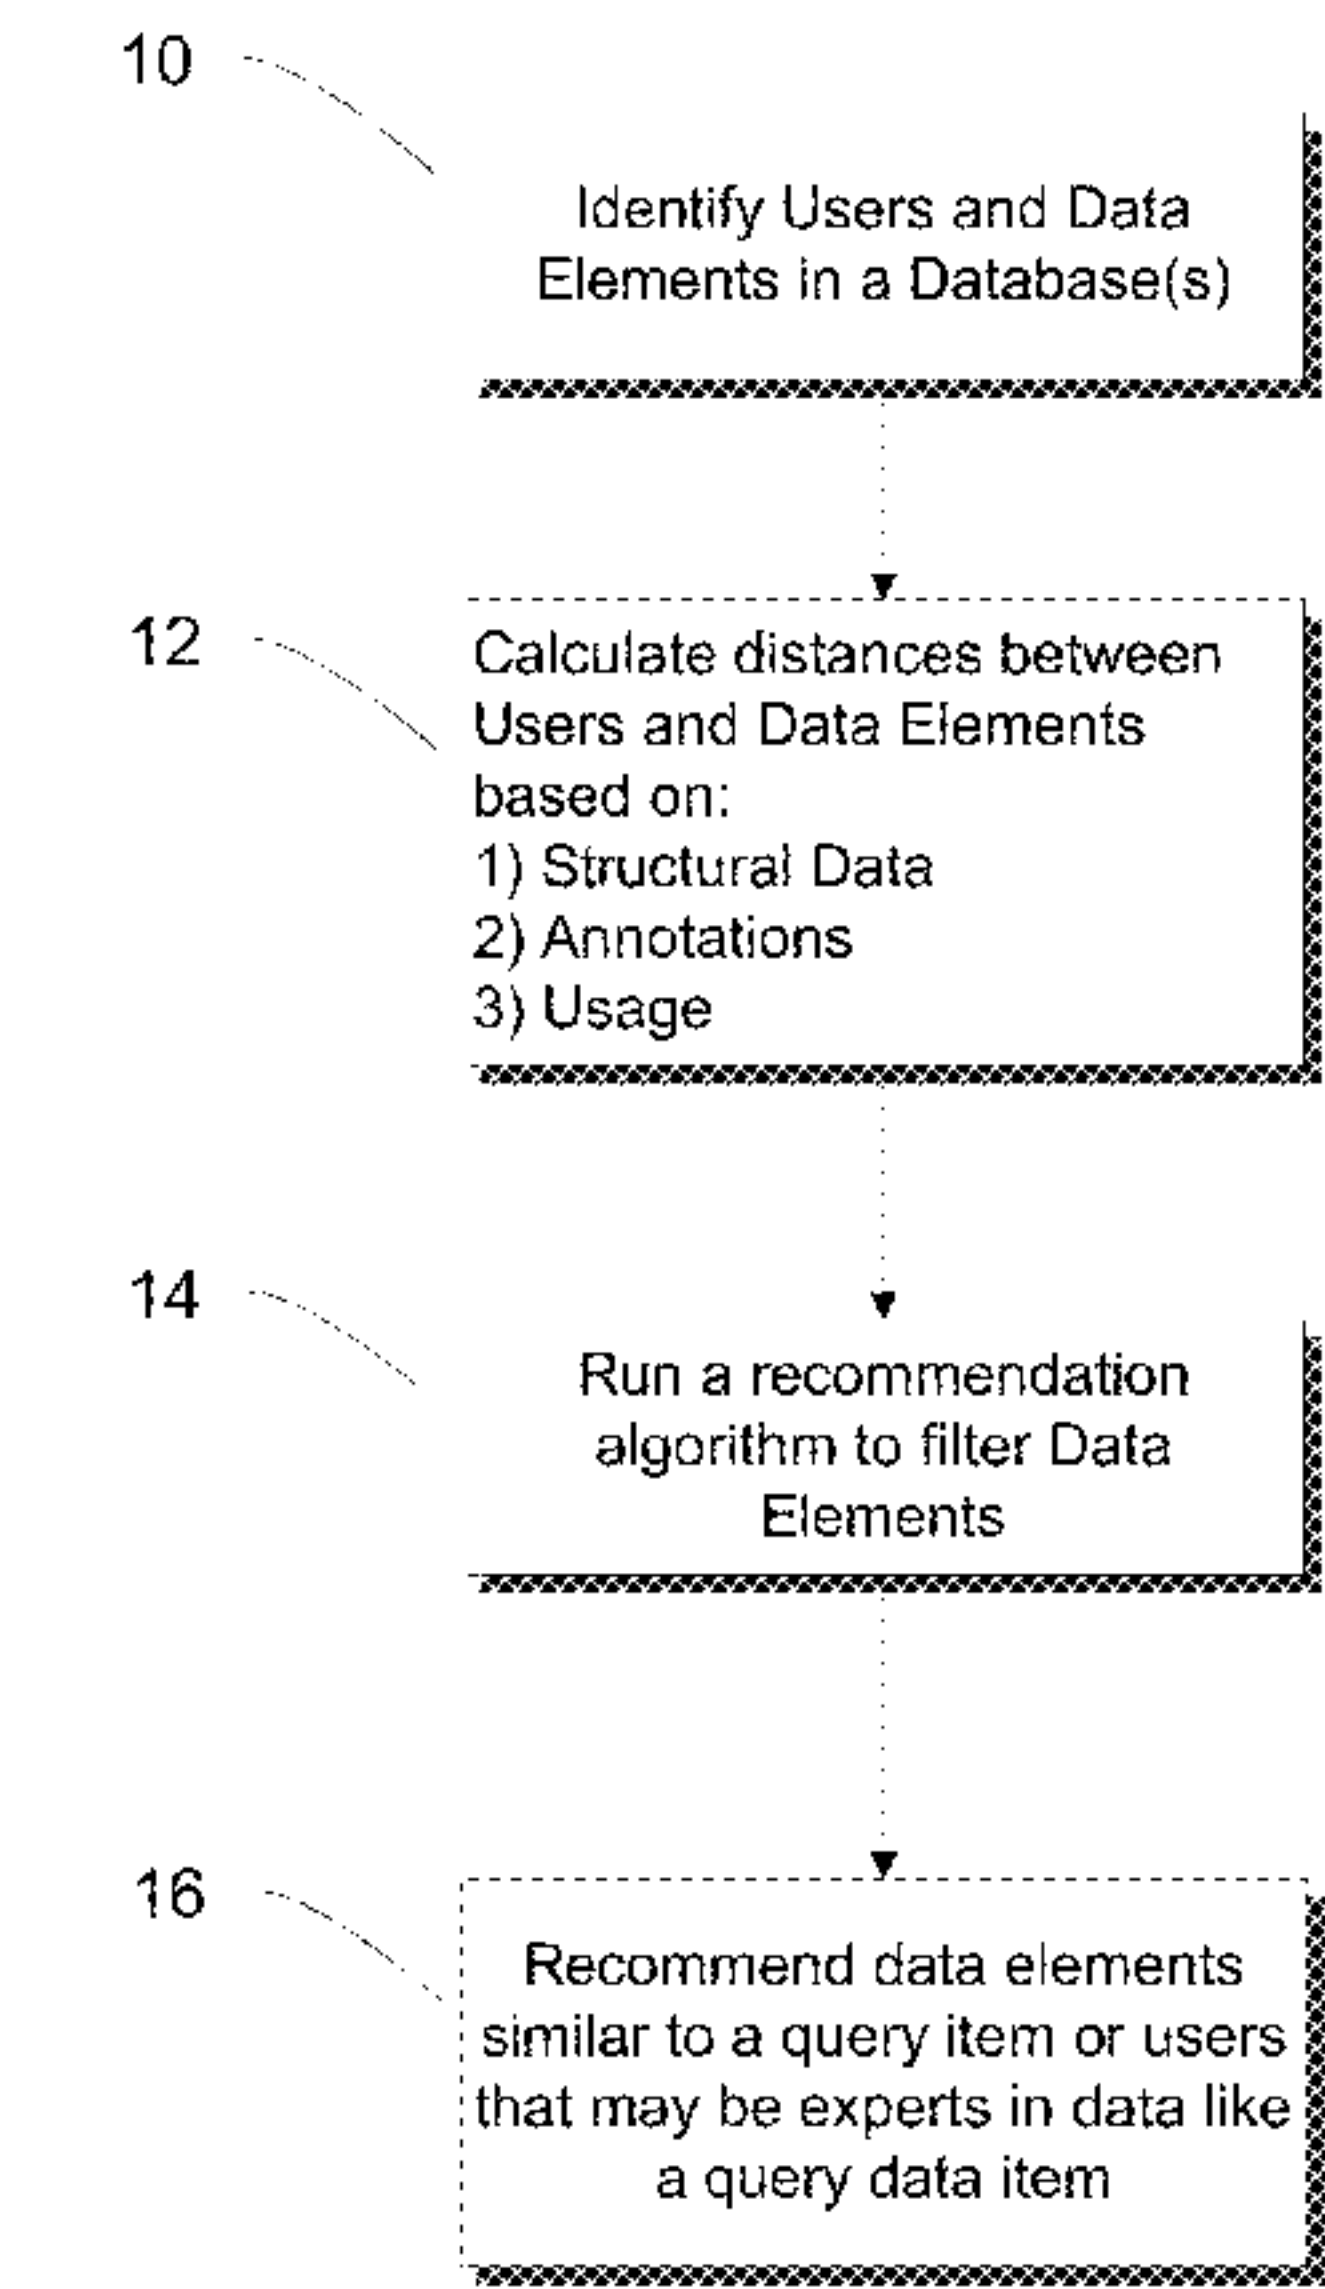 10
Identify Users and Data
Elements in a Database(s)
12
Calculate distances between
Users and Data Elements
based on:
1) Structural Data
2) Annotations
3) Usage
14
Run a recommendation
algorithm to filter Data
Elements
16
Recommend data elements
similar to a query item or users
that may be experts in data like
a query data item